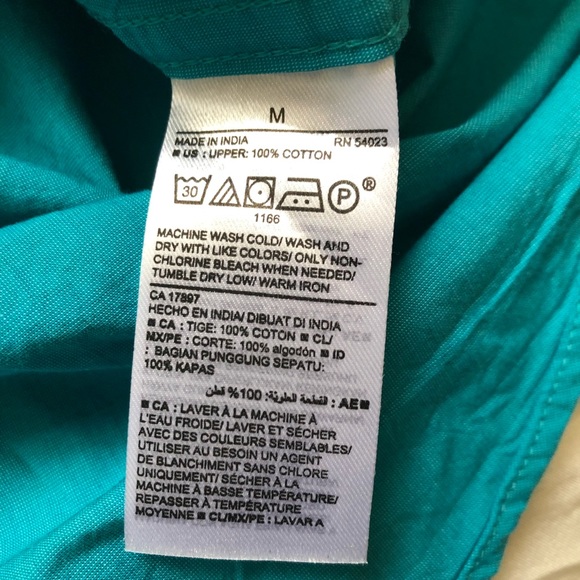 M
MADE IN INDIA RN 54023
■ US : UPPER: 100% COTTON
30 P ®
1166
MACHINE WASH COLD/ WASH AND
DRY WITH LIKE COLORS/ ONLY NON-
CHLORINE BLEACH WHEN NEEDED/
TUMBLE DRY LOW/ WARM IRON
CA 17897
HECHO EN INDIA/ DIBUAT DI INDIA
■ CA : TIGE: 100% COTON ■ CL/
MX/PE : CORTE: 100% algodón ■ ID
: BAGIAN PUNGGUNG SEPATU:
100% KAPAS
■ AE : القطعة العلويّة: 100% قطن
■ CA : LAVER À LA MACHINE À
L'EAU FROIDE/ LAVER ET SÉCHER
AVEC DES COULEURS SEMBLABLES/
UTILISER AU BESOIN UN AGENT
DE BLANCHIMENT SANS CHLORE
UNIQUEMENT/ SÉCHER À LA
MACHINE À BASSE TEMPÉRATURE/
REPASSER À TEMPÉRATURE
MOYENNE ■ CL/MX/PE : LAVAR A